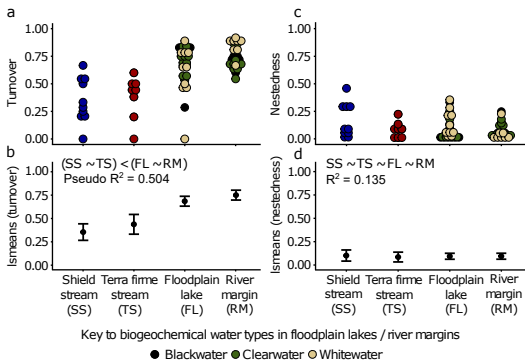 a
Turnover
1.00
0.75
0.50
0.25
0.00
c
Nestedness
1.00
0.75
0.50
0.25
0.00
b
lsmeans (turnover)
1.00
0.75
0.50
0.25
0.00
(SS ~TS) < (FL ~ RM)
Pseudo R² = 0.504
Shield stream (SS)
Terra firme stream (TS)
Floodplain lake (FL)
River margin (RM)
d
lsmeans (nestedness)
1.00
0.75
0.50
0.25
0.00
SS ~TS ~ FL ~ RM
R² = 0.135
Shield stream (SS)
Terra firme stream (TS)
Floodplain lake (FL)
River margin (RM)
Key to biogeochemical water types in floodplain lakes / river margins
Blackwater Clearwater Whitewater